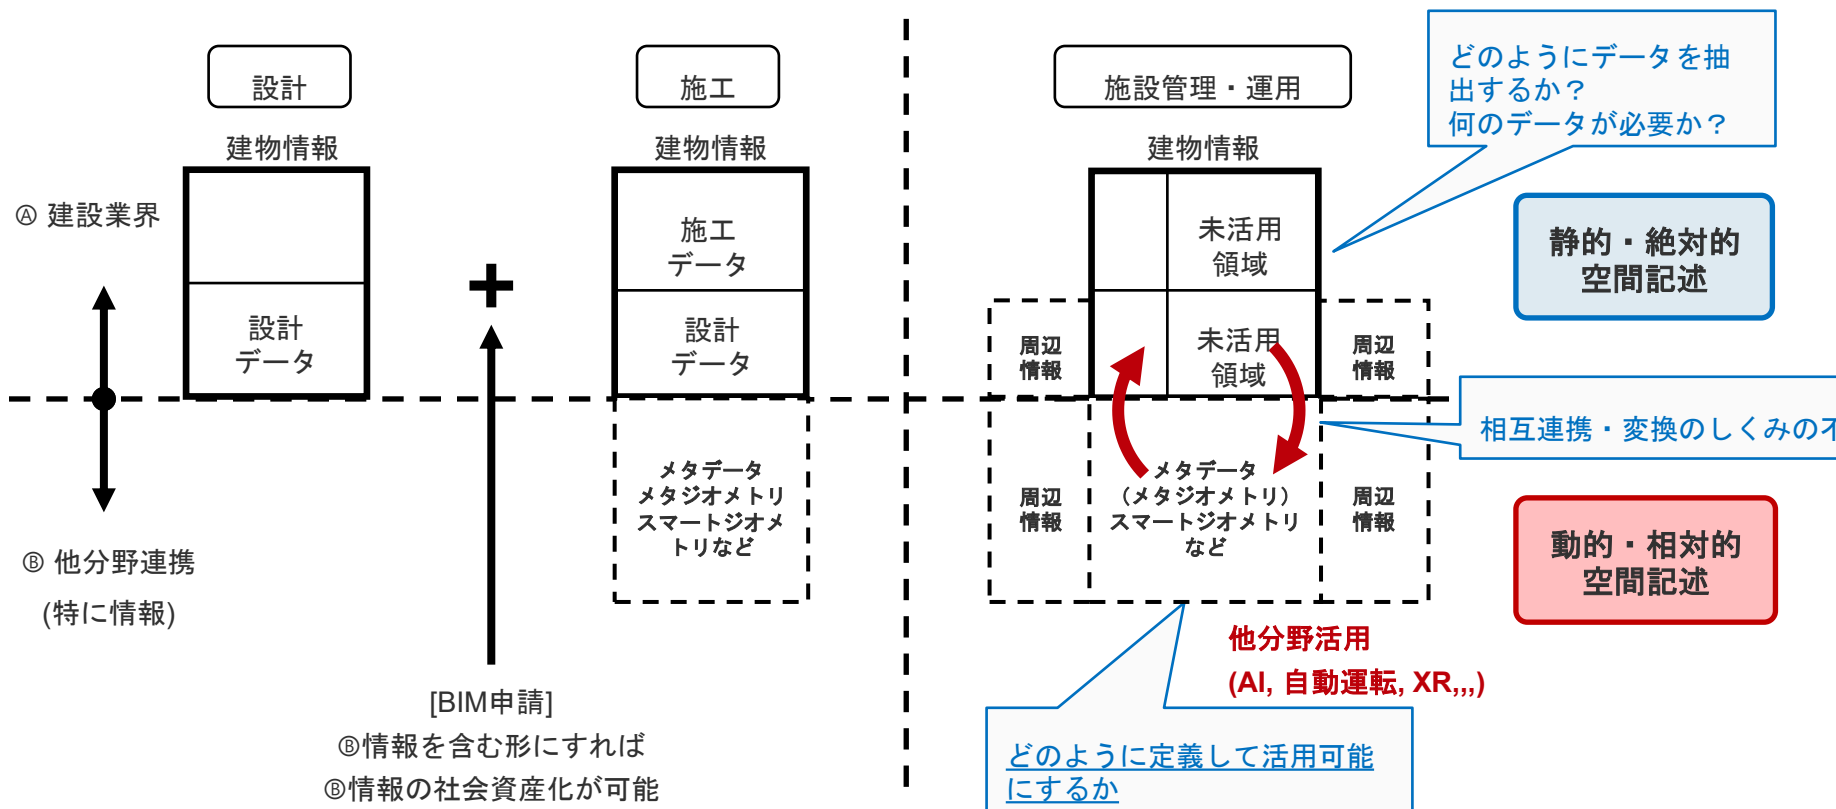 設計
施工
施設管理・運用
建物情報
建物情報
建物情報
どのようにデータを抽
出するか？
何のデータが必要か？
Ⓐ 建設業界
施工
データ
設計
データ
設計
データ
未活用
領域
未活用
領域
静的・絶対的
空間記述
周辺
情報
周辺
情報
相互連携・変換のしくみの不
メタデータ
メタジオメトリ
スマートジオメ
トリなど
周辺
情報
メタデータ
（メタジオメトリ）
スマートジオメトリ
など
周辺
情報
動的・相対的
空間記述
Ⓑ 他分野連携
(特に情報)
他分野活用
(AI, 自動運転, XR,,,)
[BIM申請]
Ⓑ情報を含む形にすれば
Ⓑ情報の社会資産化が可能
どのように定義して活用可能
にするか